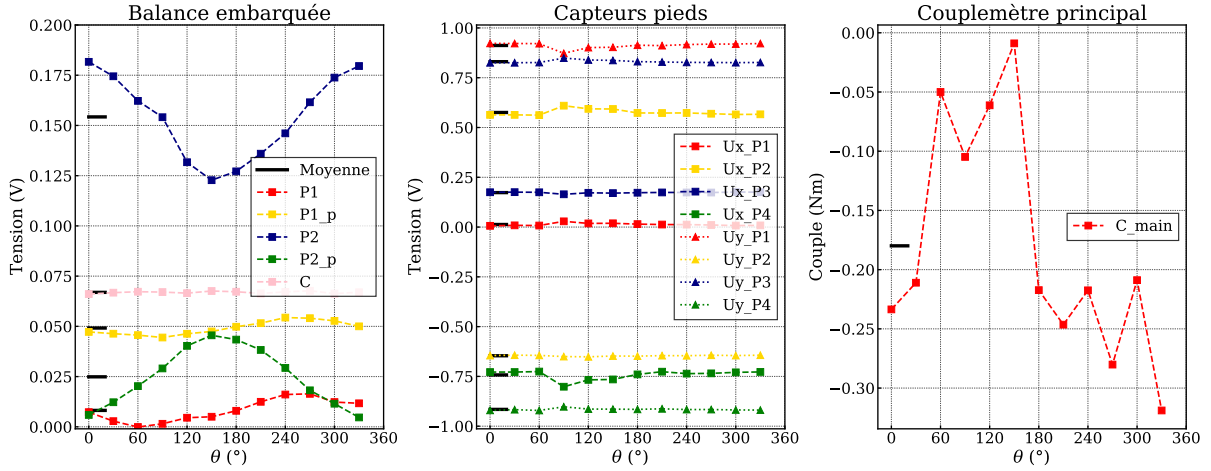 Balance embarquée
Tension (V)
0.200
0.175
0.150
0.125
0.100
0.075
0.050
0.025
0.000
Moyenne
P1
P1_p
P2
P2_p
C
0 60 120 180 240 300 360
θ (°)
Capteurs pieds
Tension (V)
1.00
0.75
0.50
0.25
0.00
−0.25
−0.50
−0.75
−1.00
Ux_P1
Ux_P2
Ux_P3
Ux_P4
Uy_P1
Uy_P2
Uy_P3
Uy_P4
0 60 120 180 240 300 360
θ (°)
Couplemètre principal
Couple (Nm)
0.00
−0.05
−0.10
−0.15
−0.20
−0.25
−0.30
C_main
0 60 120 180 240 300 360
θ (°)